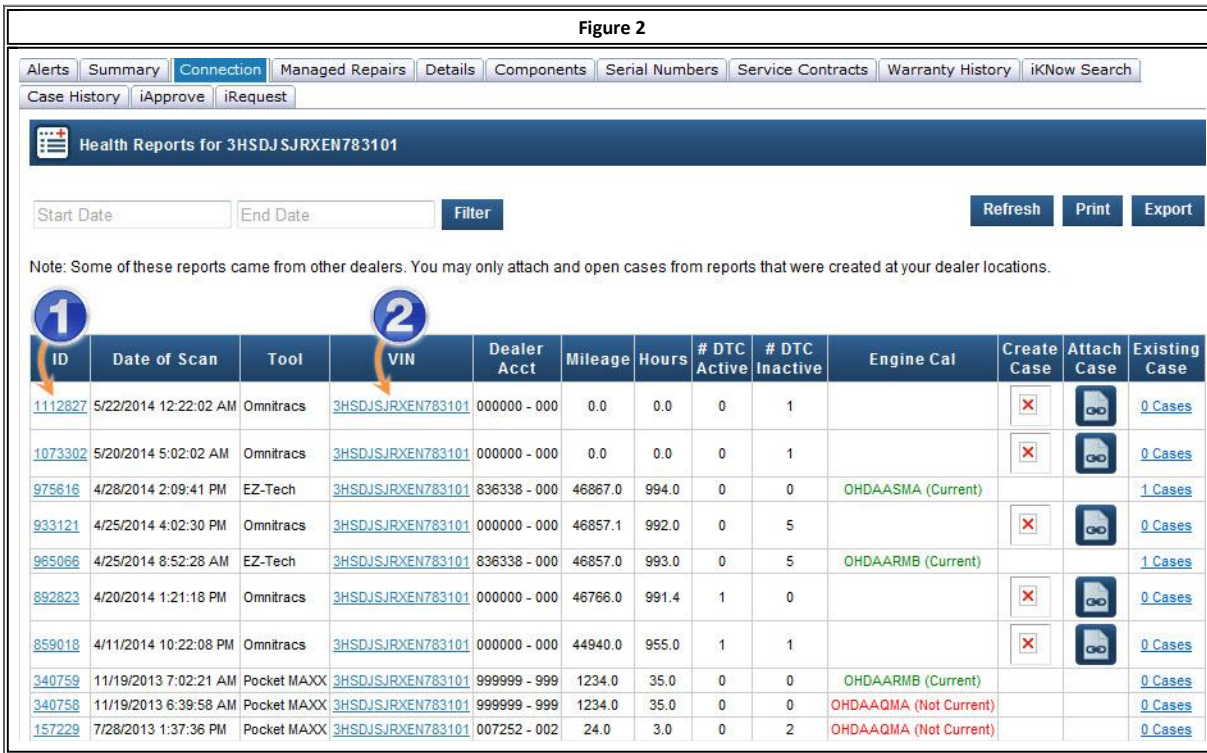 Figure 2
Alerts Summary Connection Managed Repairs Details Components Serial Numbers Service Contracts Warranty History iKNow Search
Case History iApprove iRequest
Health Reports for 3HSDJSJRXEN783101
Start Date End Date Filter Refresh Print Export
Note: Some of these reports came from other dealers. You may only attach and open cases from reports that were created at your dealer locations.
1 2
ID Date of Scan Tool VIN Dealer Acct Mileage Hours # DTC Active # DTC Inactive Engine Cal Create Case Attach Case Existing Case
1112827 5/22/2014 12:22:02 AM Omnitracs 3HSDJSJRXEN783101 000000 - 000 0.0 0.0 0 1 0 Cases
1073302 5/20/2014 5:02:02 AM Omnitracs 3HSDJSJRXEN783101 000000 - 000 0.0 0.0 0 1 0 Cases
975616 4/28/2014 2:09:41 PM EZ-Tech 3HSDJSJRXEN783101 836338 - 000 46867.0 994.0 0 0 OHDAASMA (Current) 1 Cases
933121 4/25/2014 4:02:30 PM Omnitracs 3HSDJSJRXEN783101 000000 - 000 46857.1 992.0 0 5 0 Cases
965066 4/25/2014 8:52:28 AM EZ-Tech 3HSDJSJRXEN783101 836338 - 000 46857.0 993.0 0 5 OHDAARMB (Current) 1 Cases
892823 4/20/2014 1:21:18 PM Omnitracs 3HSDJSJRXEN783101 000000 - 000 46766.0 991.4 1 0 0 Cases
859018 4/11/2014 10:22:08 PM Omnitracs 3HSDJSJRXEN783101 000000 - 000 44940.0 955.0 1 1 0 Cases
340759 11/19/2013 7:02:21 AM Pocket MAXX 3HSDJSJRXEN783101 999999 - 999 1234.0 35.0 0 0 OHDAARMB (Current) 0 Cases
340758 11/19/2013 6:39:58 AM Pocket MAXX 3HSDJSJRXEN783101 999999 - 999 1234.0 35.0 0 0 OHDAAQMA (Not Current) 0 Cases
157229 7/28/2013 1:37:36 PM Pocket MAXX 3HSDJSJRXEN783101 007252 - 002 24.0 3.0 0 2 OHDAAQMA (Not Current) 0 Cases